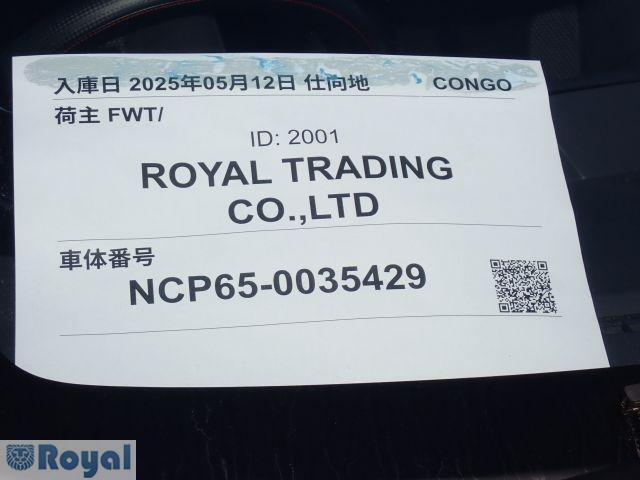 入庫日 2025年05月12日 仕向地 CONGO
荷主 FWT/
ID: 2001
ROYAL TRADING
CO.,LTD
車体番号
NCP65-0035429
Royal